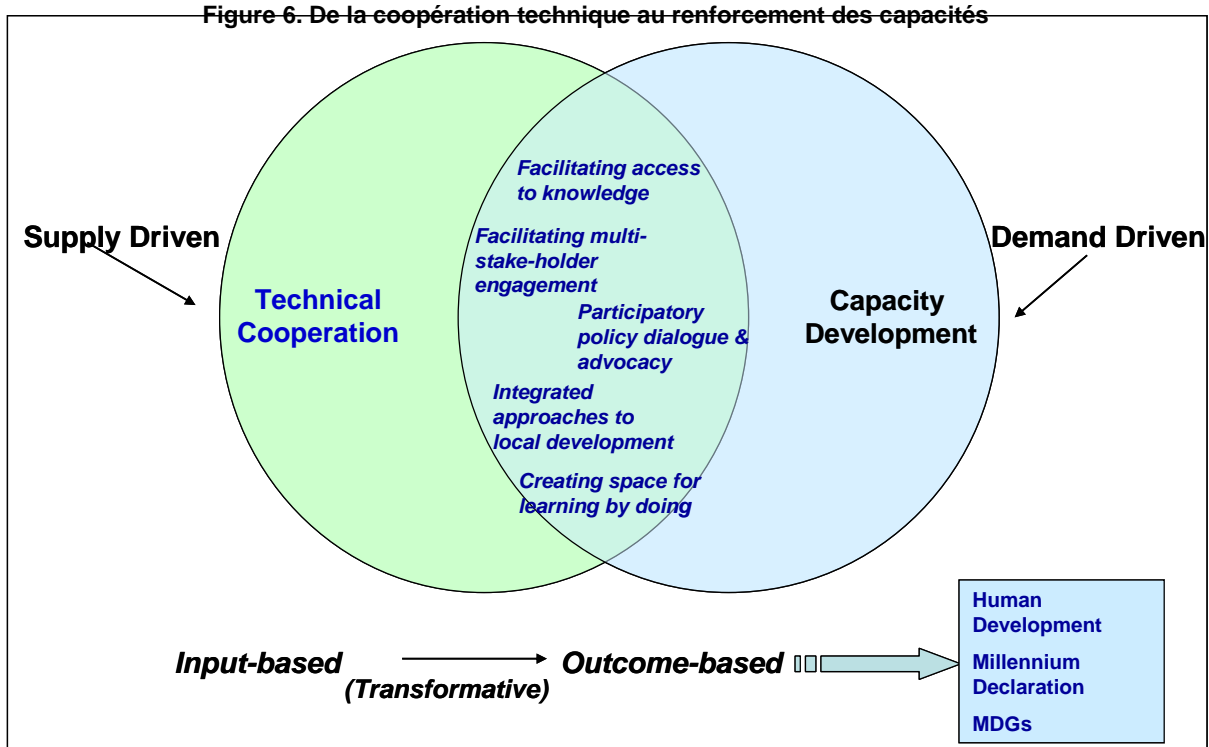 Figure 6. De la coopération technique au renforcement des capacités
Facilitating access
to knowledge
Supply Driven
Facilitating multi-
stake-holder
engagement
Demand Driven
Technical
Cooperation
Participatory
policy dialogue &
advocacy
Capacity
Development
Integrated
approaches to
local development
Creating space for
learning by doing
Input-based
(Transformative)
Outcome-based
Human
Development
Millennium
Declaration
MDGs